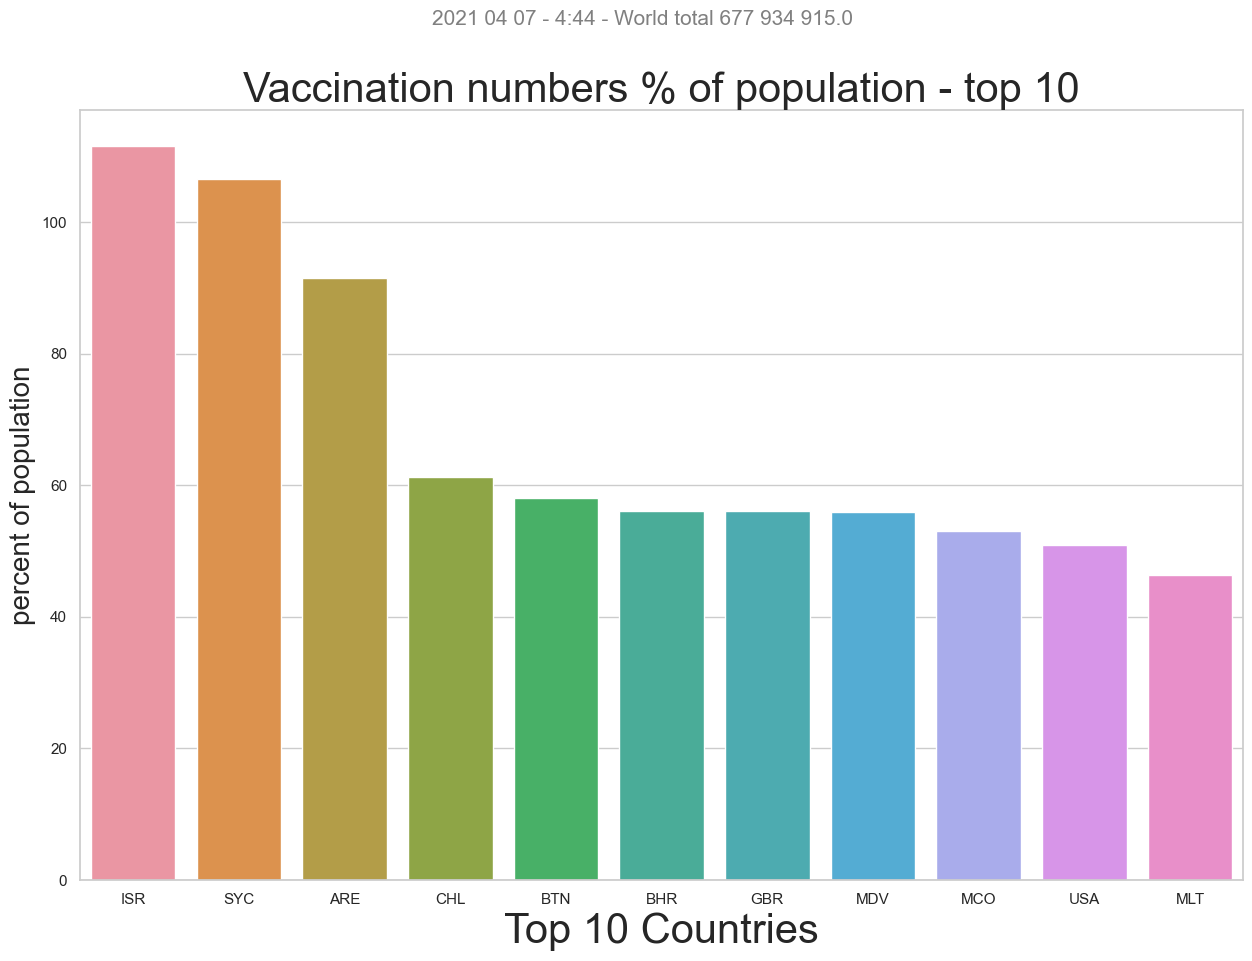 2021 04 07 - 4:44 - World total 677 934 915.0
Vaccination numbers % of population - top 10
percent of population
100
80
60
40
20
0
ISR SYC ARE CHL BTN BHR GBR MDV MCO USA MLT
Top 10 Countries